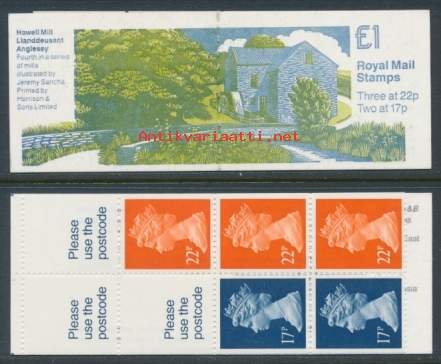 Howell Mill
Llanddeusant
Anglesey
Fourth in a series
of mills
illustrated by
Jeremy Sancha
Printed by
Harrison &
Sons Limited
£1
Royal Mail
Stamps
Three at 22p
Two at 17p
Antiikvariaatti.net
Please
use the
postcode
22P
22P
22P
Please
use the
postcode
Please
use the
postcode
17P
17P